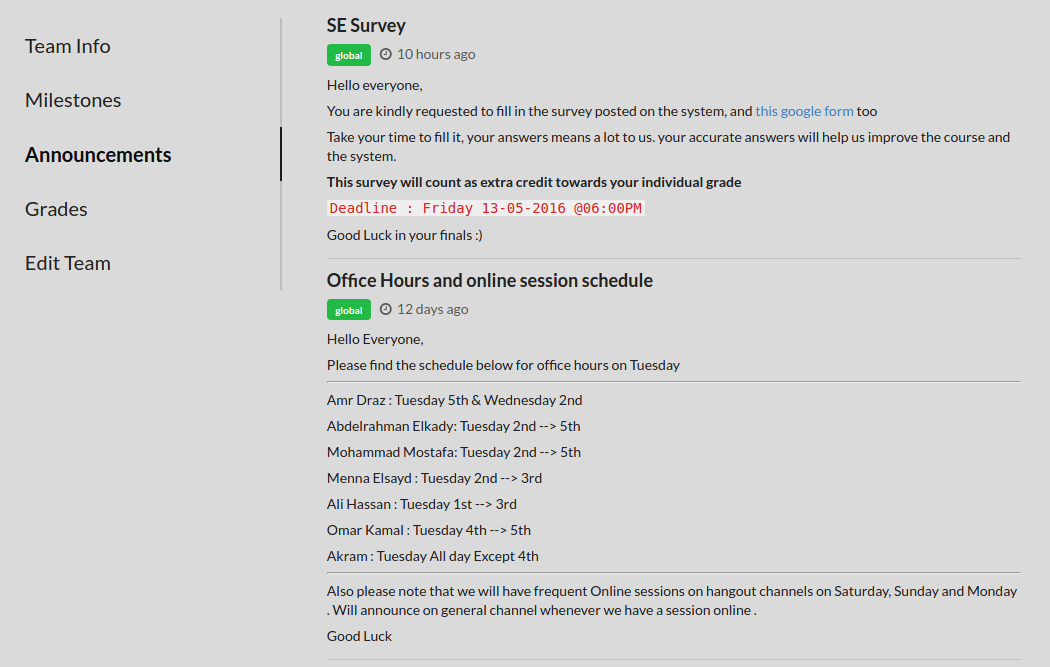 Team Info
Milestones
Announcements
Grades
Edit Team
SE Survey
global 10 hours ago
Hello everyone,
You are kindly requested to fill in the survey posted on the system, and this google form too
Take your time to fill it, your answers means a lot to us. your accurate answers will help us improve the course and
the system.
This survey will count as extra credit towards your individual grade
Deadline : Friday 13-05-2016 @06:00PM
Good Luck in your finals :)
Office Hours and online session schedule
global 12 days ago
Hello Everyone,
Please find the schedule below for office hours on Tuesday
Amr Draz : Tuesday 5th & Wednesday 2nd
Abdelrahman Elkady: Tuesday 2nd --> 5th
Mohammad Mostafa: Tuesday 2nd --> 5th
Menna Elsayd : Tuesday 2nd --> 3rd
Ali Hassan : Tuesday 1st --> 3rd
Omar Kamal : Tuesday 4th --> 5th
Akram : Tuesday All day Except 4th
Also please note that we will have frequent Online sessions on hangout channels on Saturday, Sunday and Monday
. Will announce on general channel whenever we have a session online .
Good Luck